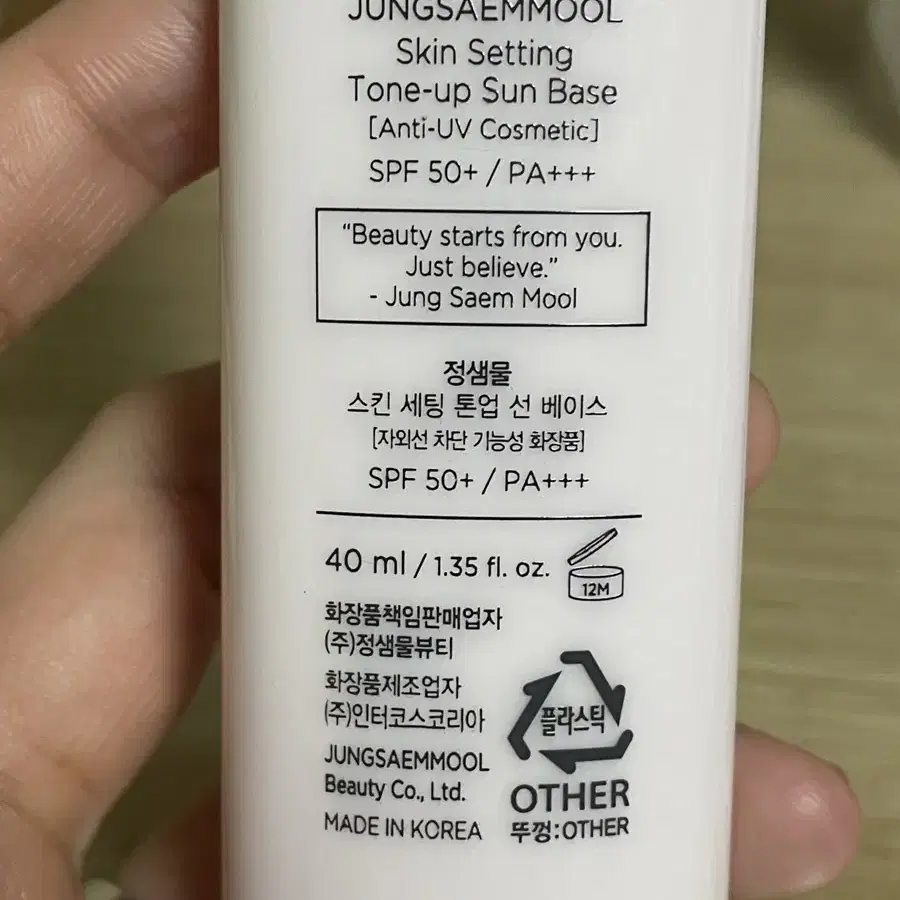 JUNGSAEMMOOL
Skin Setting
Tone-up Sun Base
[Anti-UV Cosmetic]
SPF 50+ / PA+++
“Beauty starts from you.
Just believe.”
- Jung Saem Mool
정샘물
스킨 세팅 톤업 선 베이스
[자외선 차단 기능성 화장품]
SPF 50+ / PA+++
40 ml / 1.35 fl. oz.
12M
화장품책임판매업자
(주)정샘물뷰티
화장품제조업자
(주)인터코스코리아
JUNGSAEMMOOL
Beauty Co., Ltd.
MADE IN KOREA
플라스틱
OTHER
뚜껑:OTHER